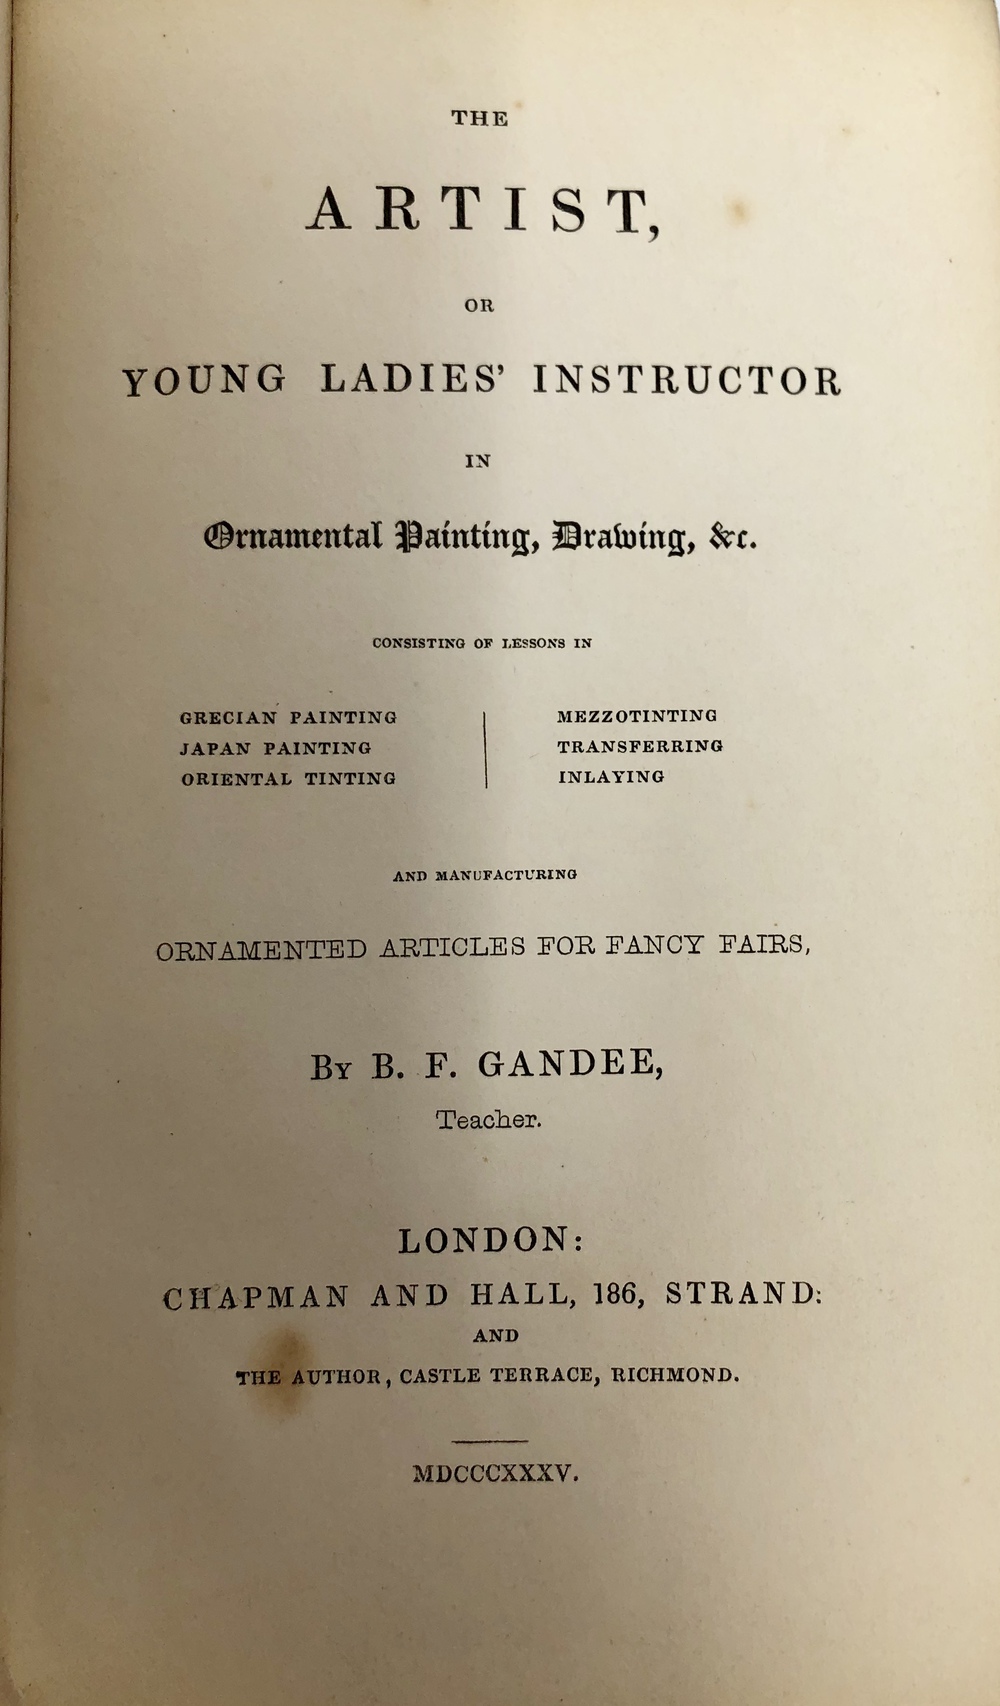 THE
ARTIST,
OR
YOUNG LADIES' INSTRUCTOR
IN
Ornamental Painting, Drawing, &c.
CONSISTING OF LESSONS IN
GRECIAN PAINTING
JAPAN PAINTING
ORIENTAL TINTING
MEZZOTINTING
TRANSFERRING
INLAYING
AND MANUFACTURING
ORNAMENTED ARTICLES FOR FANCY FAIRS,
BY B. F. GANDEE,
Teacher.
LONDON:
CHAPMAN AND HALL, 186, STRAND:
AND
THE AUTHOR, CASTLE TERRACE, RICHMOND.
MDCCCXXXV.